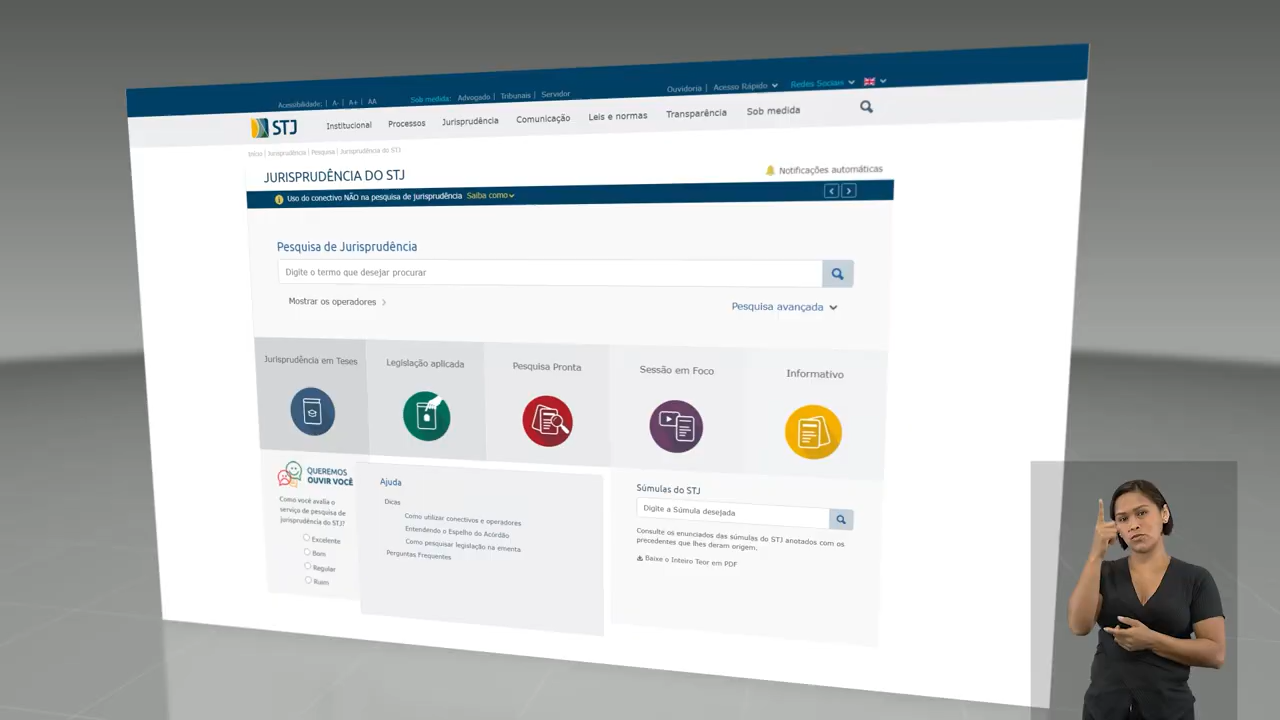 Acessibilidade: | A- | A+ | AA
Sob medida: Advogado | Tribunais | Servidor
Ouvidoria | Acesso Rápido
Redes Sociais
STJ
Institucional
Processos
Jurisprudência
Comunicação
Leis e normas
Transparência
Sob medida
Início | Jurisprudência | Pesquisa | Jurisprudência do STJ
JURISPRUDÊNCIA DO STJ
Notificações automáticas
Uso do conectivo NÃO na pesquisa de jurisprudência Saiba como
Pesquisa de Jurisprudência
Digite o termo que desejar procurar
Mostrar os operadores
Pesquisa avançada
Jurisprudência em Teses
Legislação aplicada
Pesquisa Pronta
Sessão em Foco
Informativo
QUEREMOS
OUVIR VOCÊ
Como você avalia o
serviço de pesquisa de
jurisprudência do STJ?
Excelente
Bom
Regular
Ruim
Ajuda
Dicas
Como utilizar conectivos e operadores
Entendendo o Espelho do Acórdão
Como pesquisar legislação na ementa
Perguntas Frequentes
Súmulas do STJ
Digite a Súmula desejada
Consulte os enunciados das súmulas do STJ anotados com os
precedentes que lhes deram origem.
Baixe o Inteiro Teor em PDF